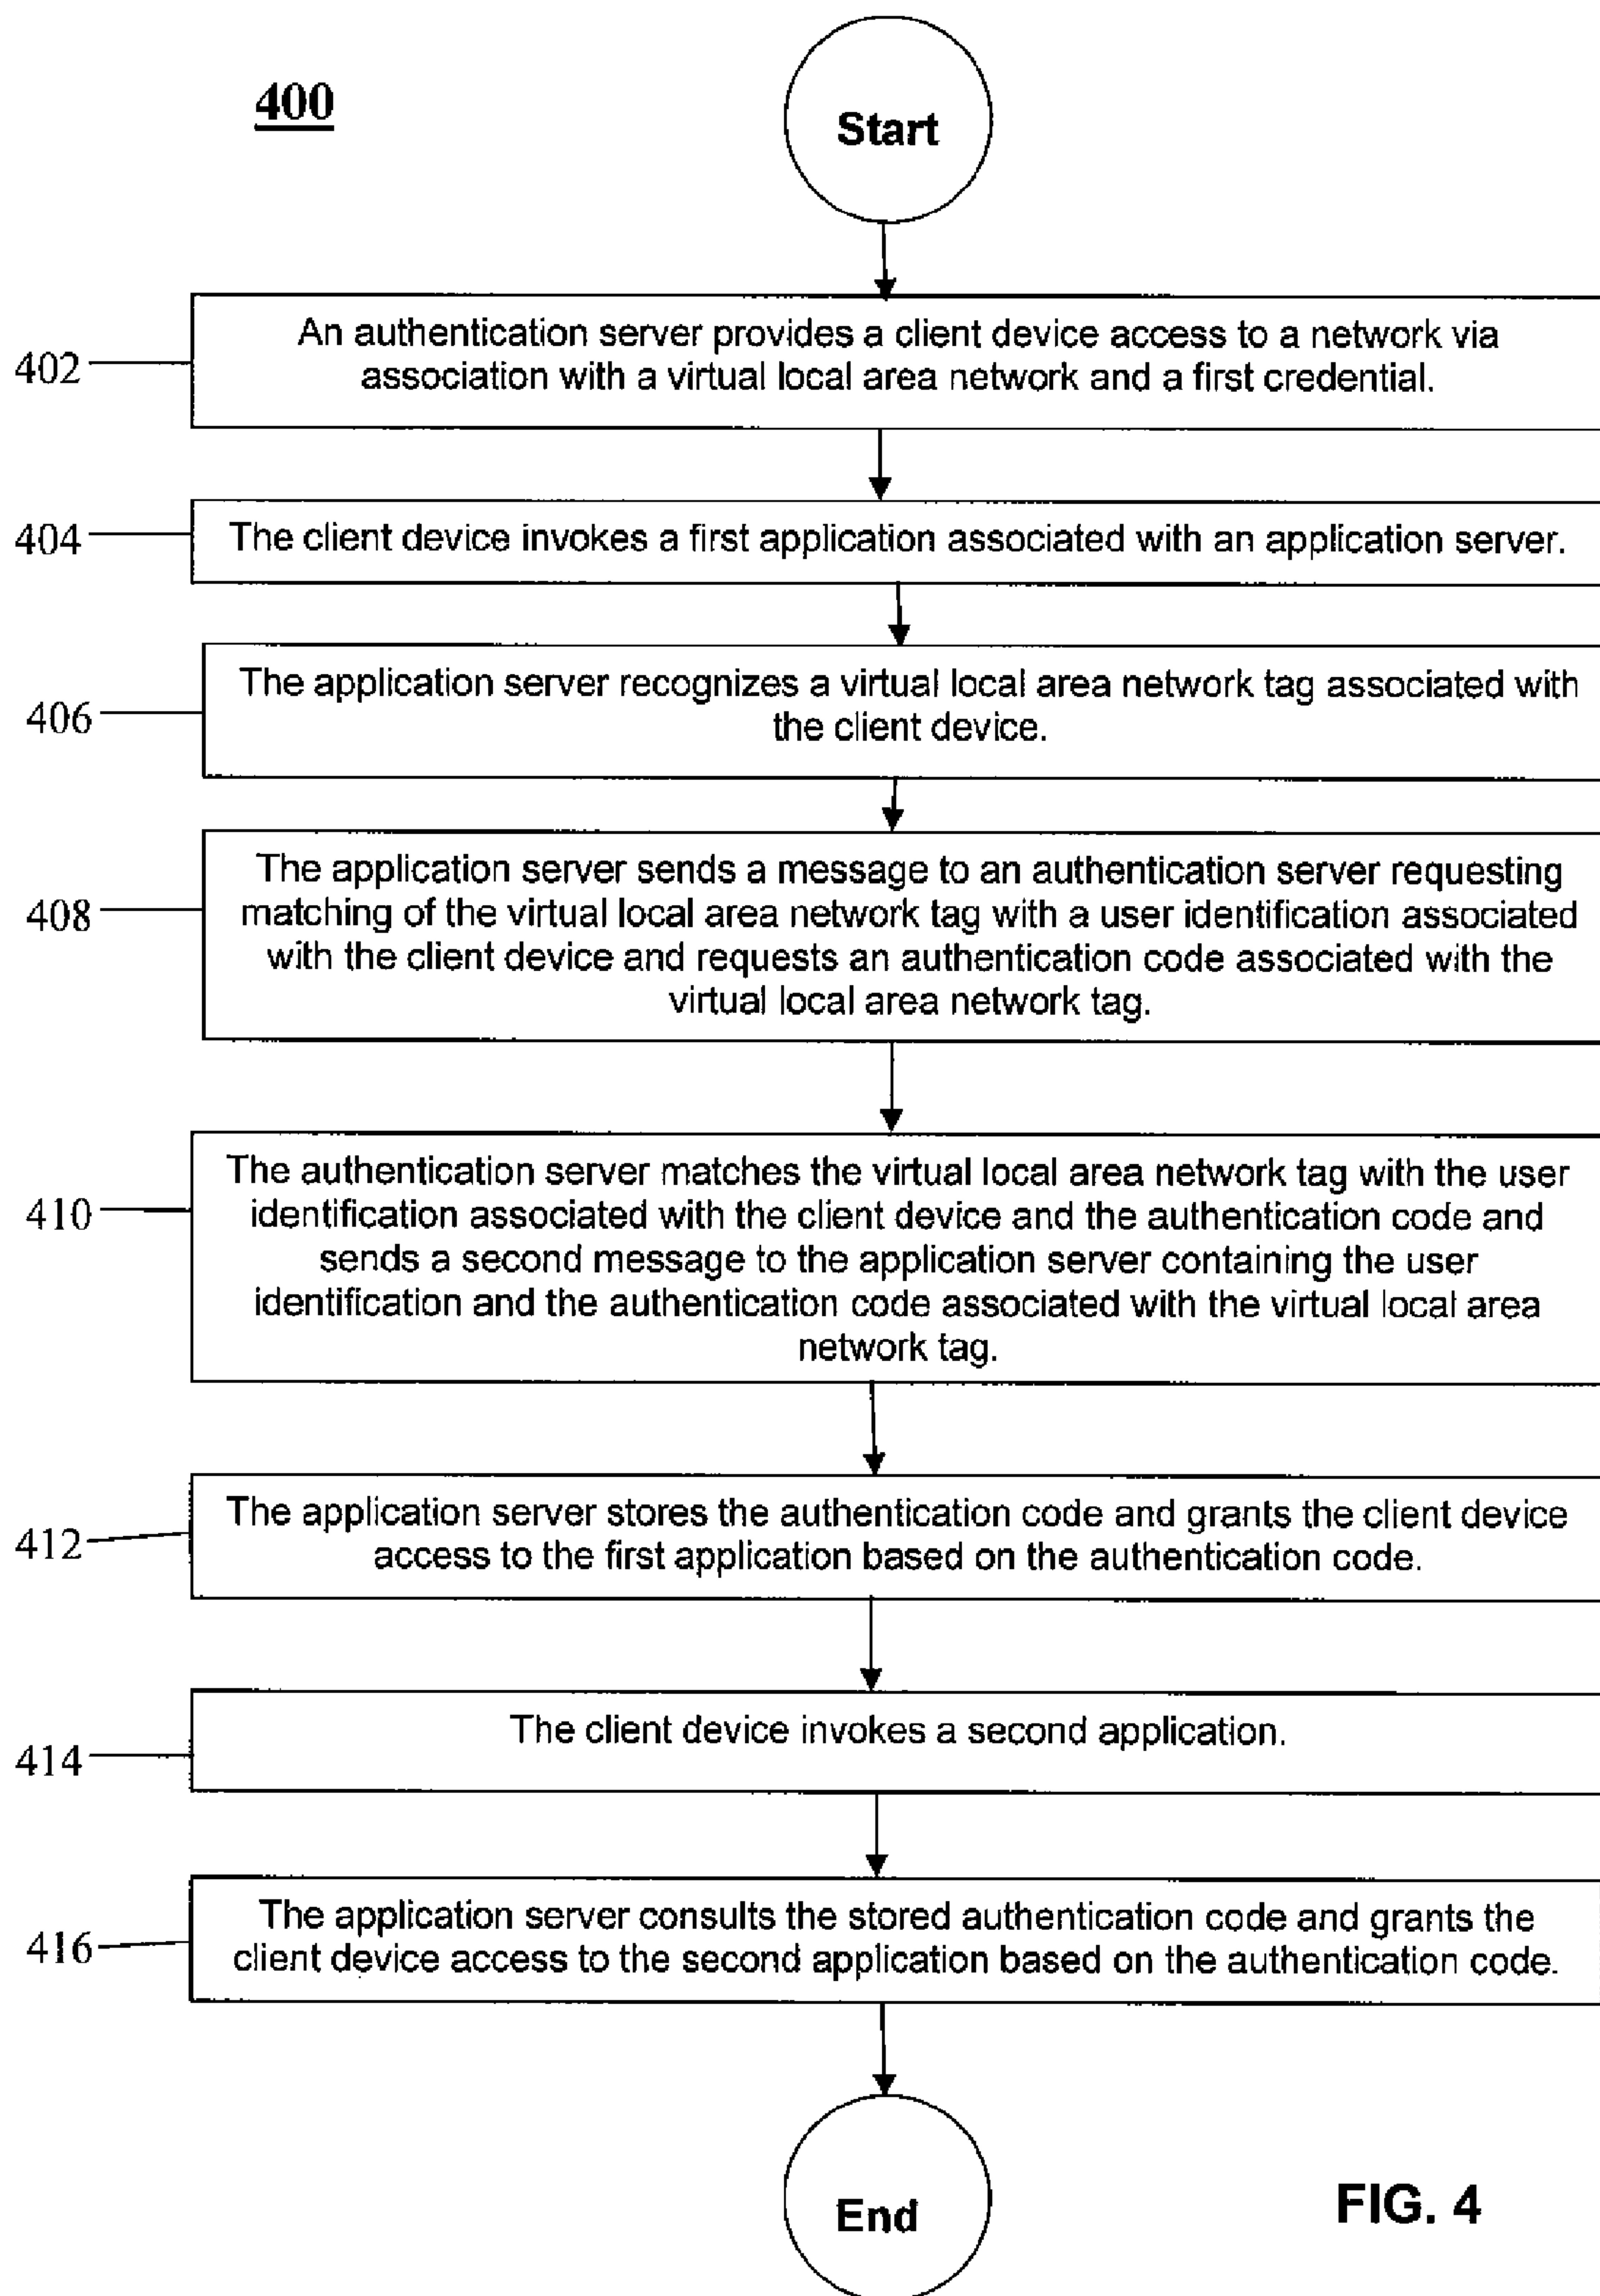 400
Start
402
An authentication server provides a client device access to a network via
association with a virtual local area network and a first credential.
404
The client device invokes a first application associated with an application server.
406
The application server recognizes a virtual local area network tag associated with
the client device.
408
The application server sends a message to an authentication server requesting
matching of the virtual local area network tag with a user identification associated
with the client device and requests an authentication code associated with the
virtual local area network tag.
410
The authentication server matches the virtual local area network tag with the user
identification associated with the client device and the authentication code and
sends a second message to the application server containing the user
identification and the authentication code associated with the virtual local area
network tag.
412
The application server stores the authentication code and grants the client device
access to the first application based on the authentication code.
414
The client device invokes a second application.
416
The application server consults the stored authentication code and grants the
client device access to the second application based on the authentication code.
End
FIG. 4